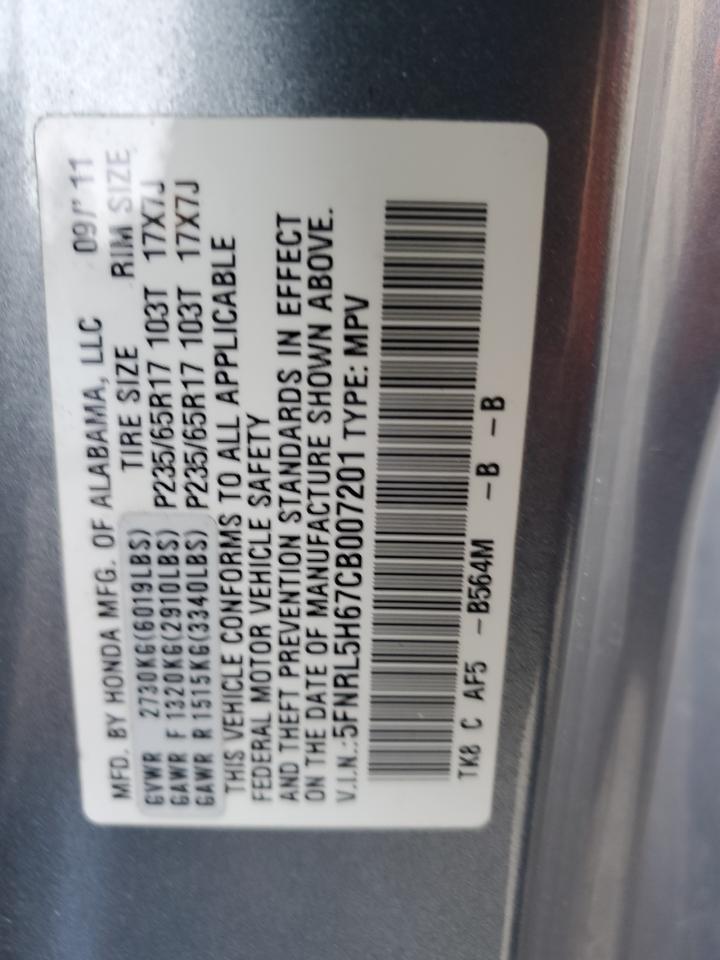 MFD. BY HONDA MFG. OF ALABAMA, LLC 09/'11
TIRE SIZE RIM SIZE
GVWR 2730KG(6019LBS)
GAWR F 1320KG(2910LBS) P235/65R17 103T 17X7J
GAWR R 1515KG(3340LBS) P235/65R17 103T 17X7J
THIS VEHICLE CONFORMS TO ALL APPLICABLE
FEDERAL MOTOR VEHICLE SAFETY
AND THEFT PREVENTION STANDARDS IN EFFECT
ON THE DATE OF MANUFACTURE SHOWN ABOVE.
V.I.N.:5FNRL5H67CB007201 TYPE: MPV
TK8 C AF5 -B564M -B -B